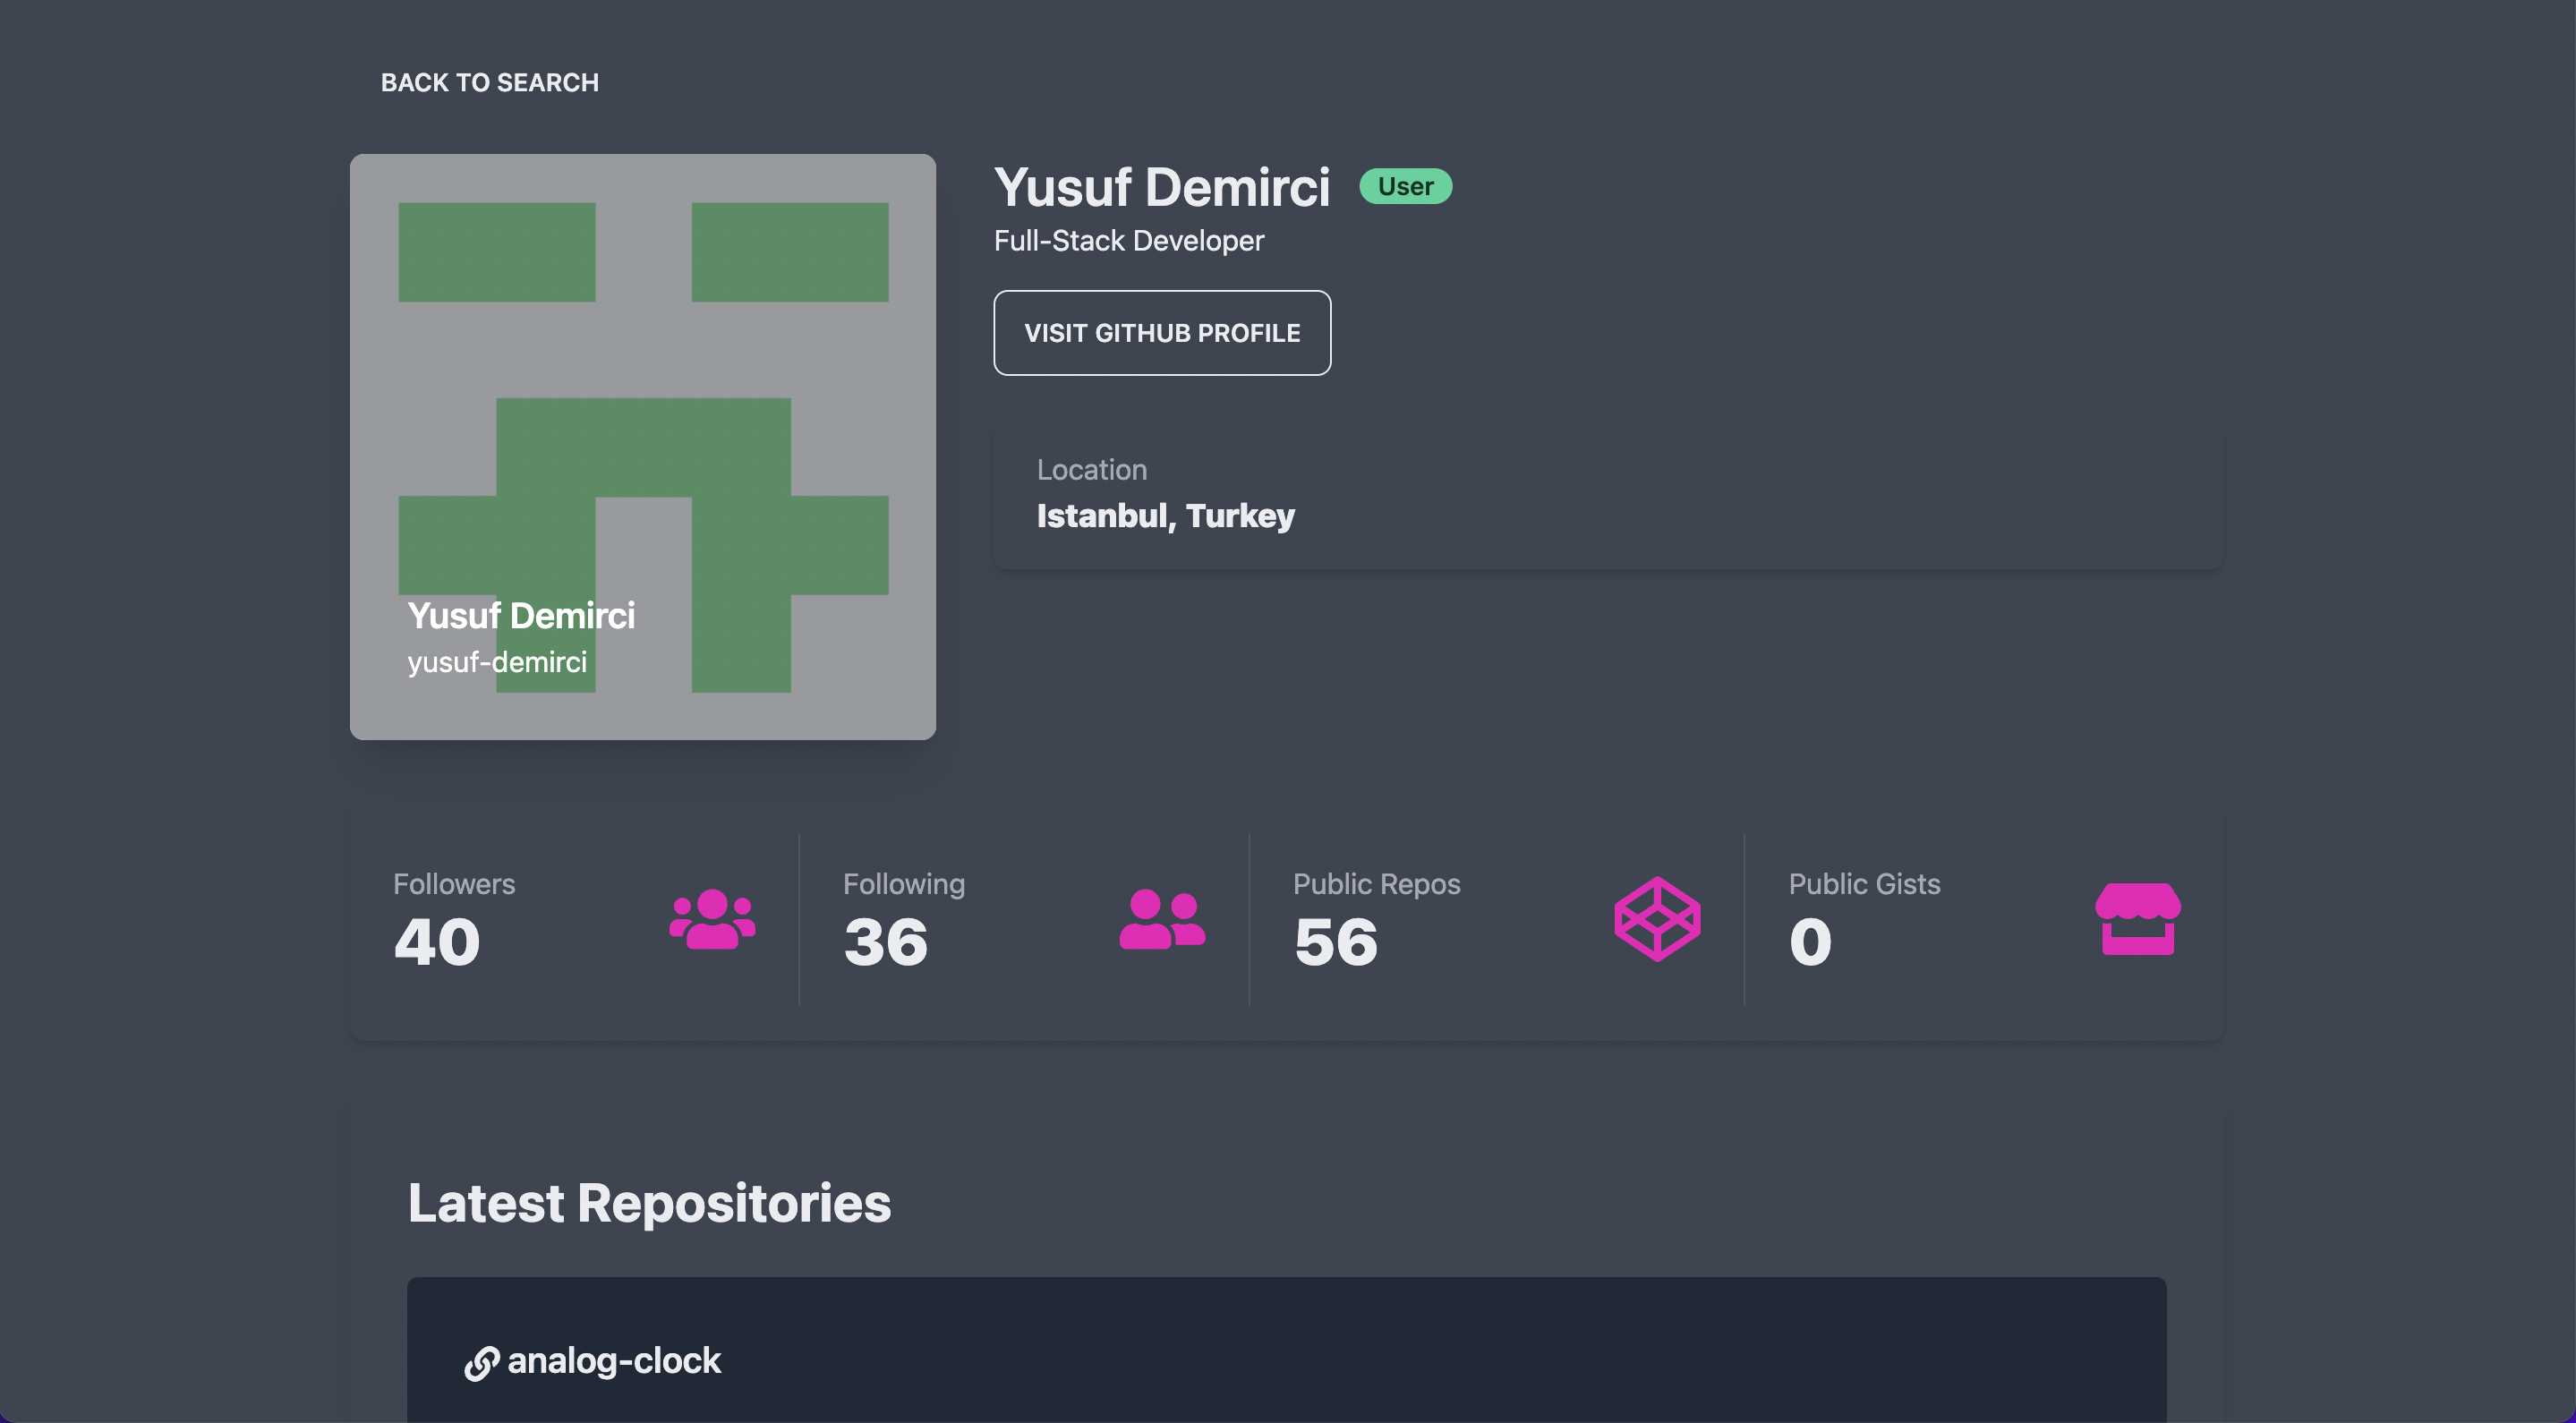 BACK TO SEARCH
Yusuf Demirci
yusuf-demirci
Yusuf Demirci User
Full-Stack Developer
VISIT GITHUB PROFILE
Location
Istanbul, Turkey
Followers
40
Following
36
Public Repos
56
Public Gists
0
Latest Repositories
analog-clock